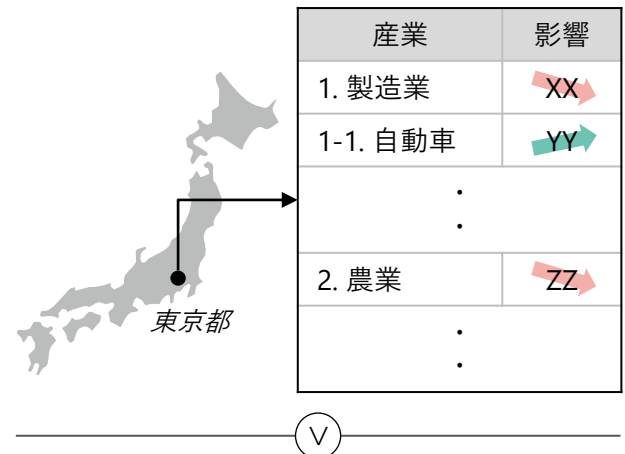 産業 影響
1. 製造業 XX
1-1. 自動車 YY
・
・
2. 農業 ZZ
・
・
東京都